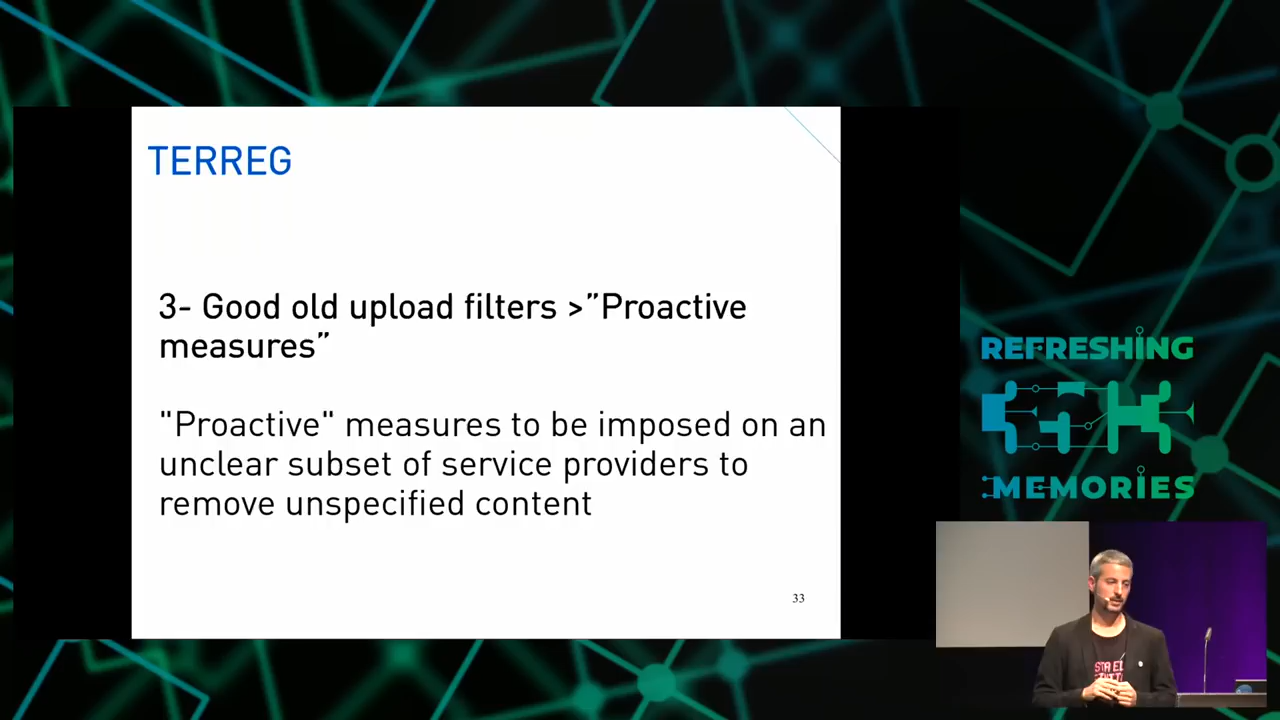 TERREG
3- Good old upload filters >”Proactive
measures”
"Proactive" measures to be imposed on an
unclear subset of service providers to
remove unspecified content
33
REFRESHING
MEMORIES